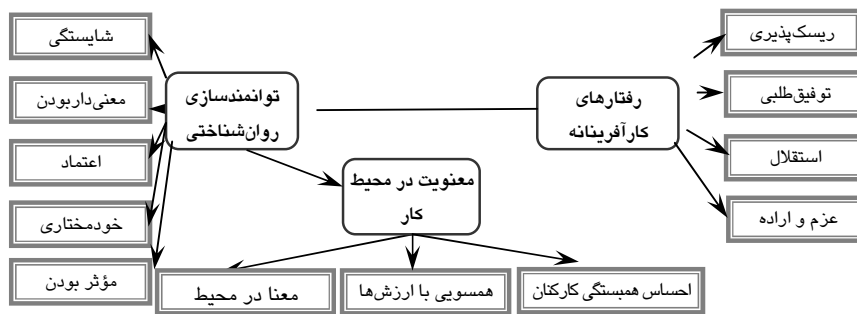 ریسک‌پذیری
توفیق‌طلبی
استقلال
عزم و اراده
رفتارهای
کارآفرینانه
توانمندسازی
روان‌شناختی
شایستگی
معنی‌داربودن
اعتماد
خودمختاری
مؤثر بودن
معنویت در محیط
کار
احساس همبستگی کارکنان
همسویی با ارزش‌ها
معنا در محیط